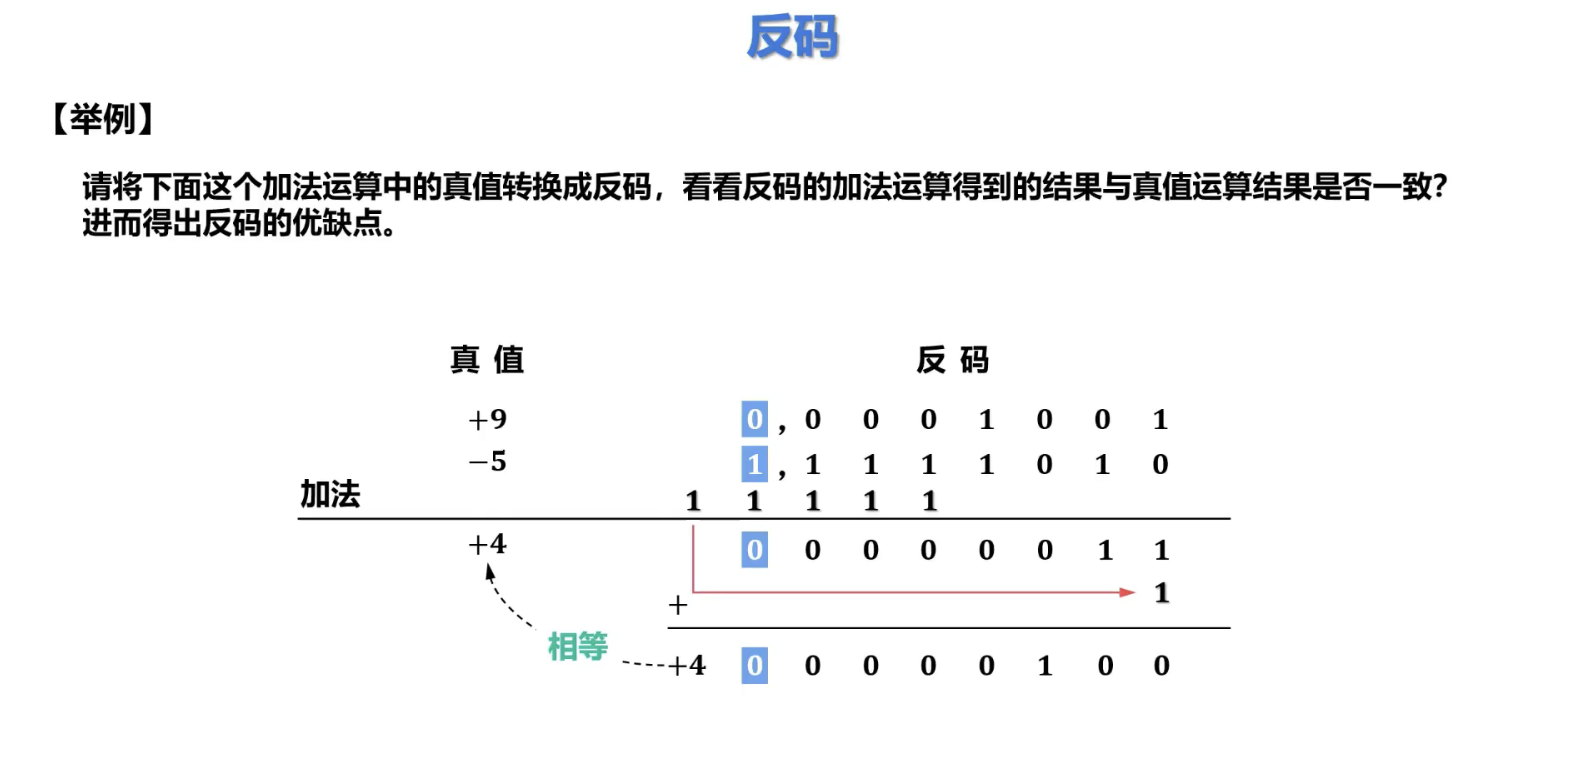 反码
【举例】
请将下面这个加法运算中的真值转换成反码，看看反码的加法运算得到的结果与真值运算结果是否一致？
进而得出反码的优缺点。
真 值 反 码
+9 0 , 0 0 0 1 0 0 1
−5 1 , 1 1 1 1 0 1 0
加法 1 1 1 1 1
+4 0 0 0 0 0 0 1 1
+ 1
相等 +4 0 0 0 0 0 1 0 0